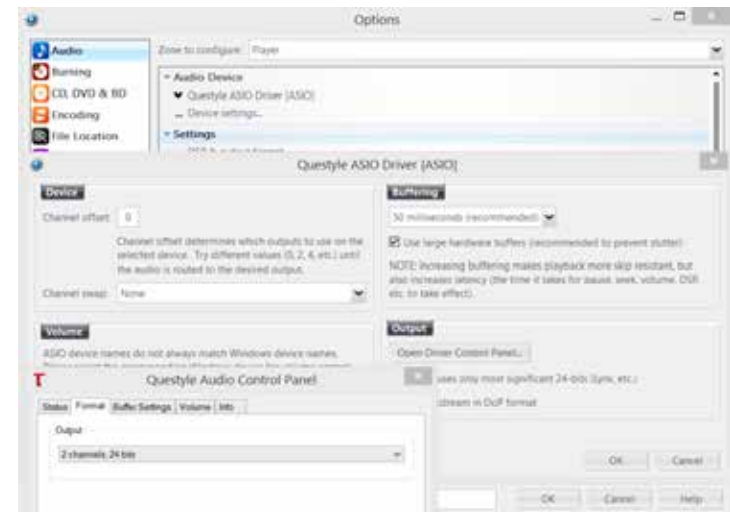 Options
Audio
Burning
CD, DVD & BD
Encoding
File Location
Zone to configure: Player
Audio Device
Questyle ASIO Driver [ASIO]
Device settings...
Settings
Questyle ASIO Driver [ASIO]
Device
Channel offset 0
Channel offset determines which outputs to use on the
selected device. Try different values (0, 2, 4, etc.) until
the audio is routed to the desired output.
Channel swap: None
Buffering
50 milliseconds (recommended)
Use large hardware buffers (recommended to prevent stutter)
NOTE: Increasing buffering makes playback more skip resistant, but
also increases latency (the time it takes for pause, seek, volume, DSP,
etc. to take effect).
Volume
ASIO device names do not always match Windows device names.
Output
Open Driver Control Panel...
uses only most significant 24-bits (Lynx, etc.)
stream in DoP format
OK Cancel
OK Cancel Help
Questyle Audio Control Panel
Status Format Buffer Settings Volume Info
Output
2 channels, 24 bits